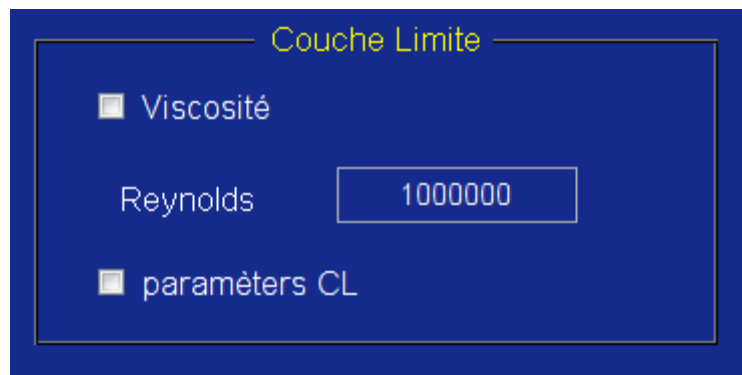 Couche Limite
Viscosité
Reynolds 1000000
paramèters CL